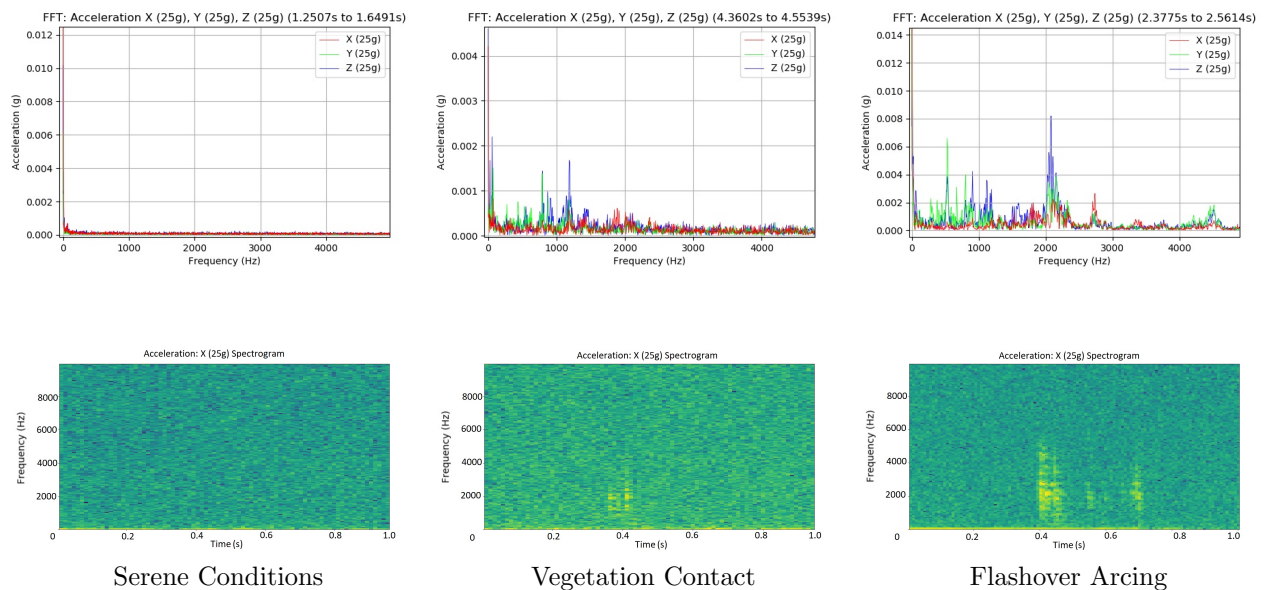 FFT: Acceleration X (25g), Y (25g), Z (25g) (1.2507s to 1.6491s)
0.012
0.010
0.008
0.006
0.004
0.002
0.000
Acceleration (g)
X (25g)
Y (25g)
Z (25g)
0
1000
2000
3000
4000
Frequency (Hz)
FFT: Acceleration X (25g), Y (25g), Z (25g) (4.3602s to 4.5539s)
0.004
0.003
0.002
0.001
0.000
Acceleration (g)
X (25g)
Y (25g)
Z (25g)
0
1000
2000
3000
40000
Frequency (Hz)
FFT: Acceleration X (25g), Y (25g), Z (25g) (2.3775s to 2.5614s)
0.014
0.012
0.010
0.008
0.006
0.004
0.002
0.000
Acceleration (g)
X (25g)
Y (25g)
Z (25g)
0
1000
2000
3000
4000
Frequency (Hz)
Acceleration: X (25g) Spectrogram
8000
6000
4000
2000
0
Frequency (Hz)
0.2
0.4
0.6
0.8
1.0
Time (s)
Serene Conditions
Acceleration: X (25g) Spectrogram
8000
6000
4000
2000
0
Frequency (Hz)
0.2
0.4
0.6
0.8
1.0
Time (s)
Vegetation Contact
Acceleration: X (25g) Spectrogram
8000
6000
4000
2000
0
Frequency (Hz)
0.2
0.4
0.6
0.8
1.0
Time (s)
Flashover Arcing